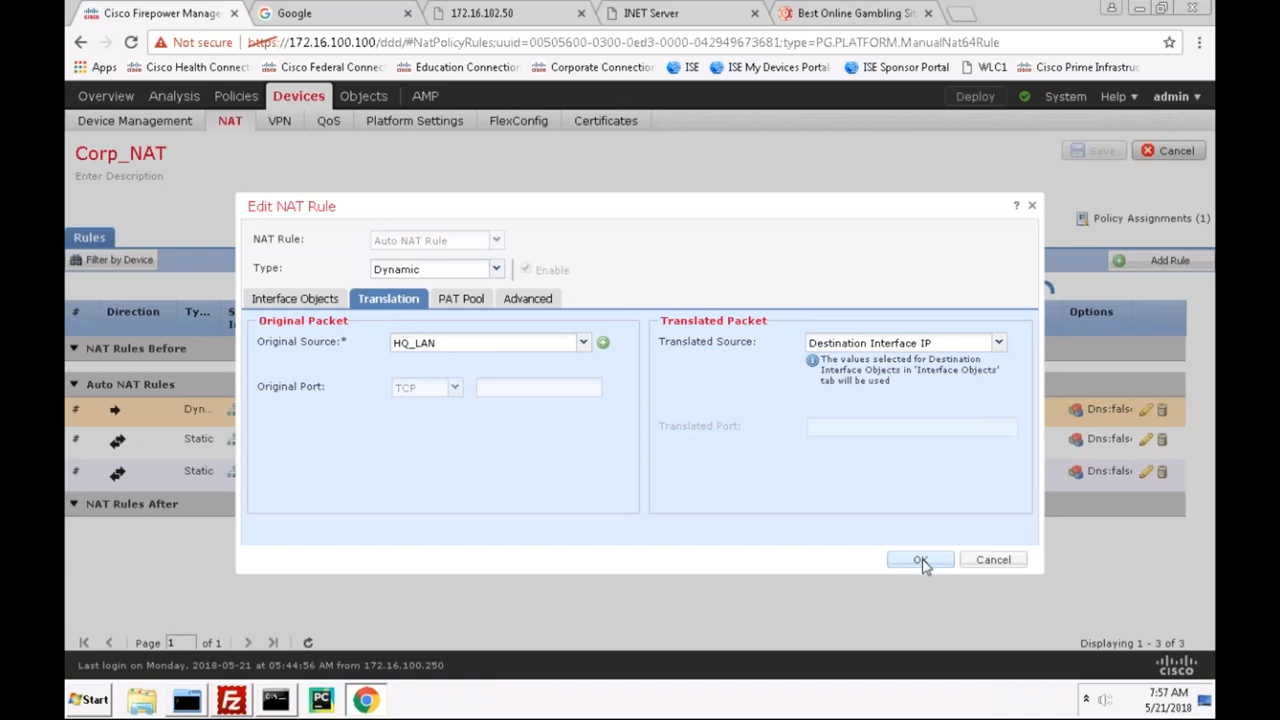 Cisco Firepower Manage
Google
172.16.102.50
INET Server
Best Online Gambling Sit
Not secure https://172.16.100.100/ddd/#NatPolicyRules;uuid=00505600-0300-0ed3-0000-042949673681;type=PG.PLATFORM.ManualNat64Rule
Apps Cisco Health Connect Cisco Federal Connec Education Connection Corporate Connection ISE ISE My Devices Portal ISE Sponsor Portal WLC1 Cisco Prime Infrastruc
Overview Analysis Policies Devices Objects AMP Deploy System Help admin
Device Management NAT VPN QoS Platform Settings FlexConfig Certificates
Corp_NAT
Save Cancel
Enter Description
Policy Assignments (1)
Rules
Filter by Device
Add Rule
# Direction Ty... S
I
Options
NAT Rules Before
Auto NAT Rules
# Dyn... Dns:fals
# Static Dns:fals
# Static Dns:fals
NAT Rules After
Edit NAT Rule
?
NAT Rule: Auto NAT Rule
Type: Dynamic Enable
Interface Objects Translation PAT Pool Advanced
Original Packet
Original Source:* HQ_LAN
Original Port: TCP
Translated Packet
Translated Source: Destination Interface IP
The values selected for Destination
Interface Objects in 'Interface Objects'
tab will be used
Translated Port:
OK Cancel
Page 1 of 1
Displaying 1 - 3 of 3
Last login on Monday, 2018-05-21 at 05:44:56 AM from 172.16.100.250
CISCO
Start
Fz
PC
7:57 AM
5/21/2018